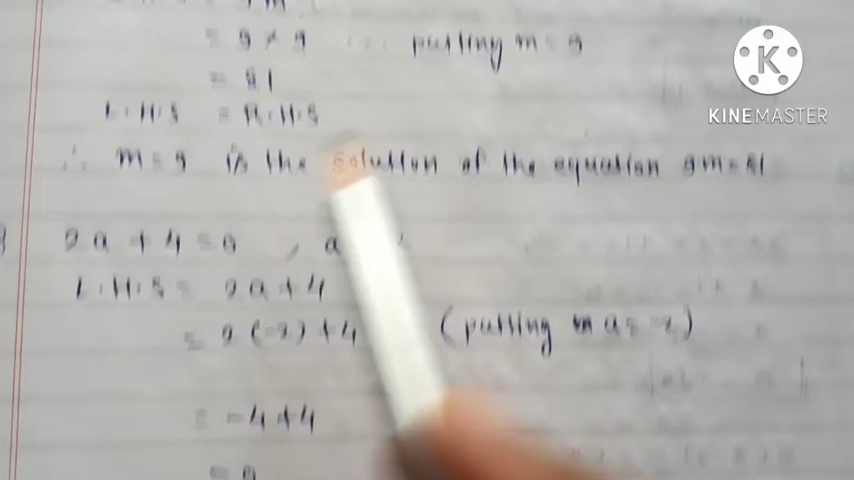 = 9 × 9 putting m = 9
= 81
L.H.S = R.H.S
∴ m = 9 is the solution of the equation 9m = 81
2a + 4 = 0 , a
L.H.S = 2a + 4
= 2 (-2) + 4 (putting a = -2)
= -4 + 4
= 0
K
KINEMASTER